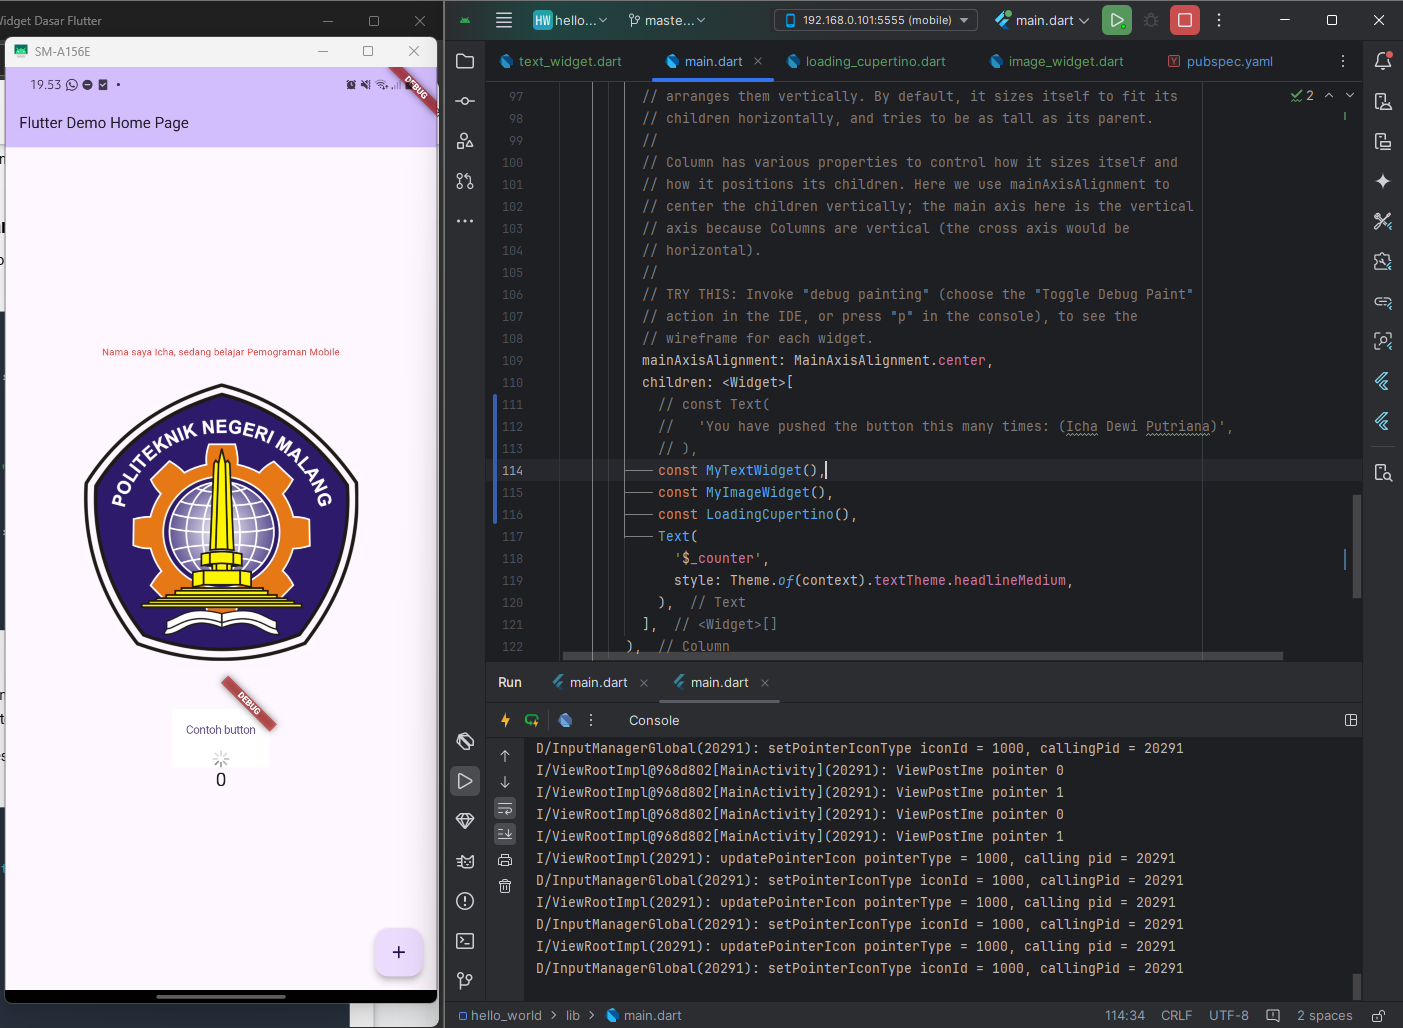 Widget Dasar Flutter
SM-A156E
19.53
DEBUG
Flutter Demo Home Page
Nama saya Icha, sedang belajar Pemograman Mobile
POLITEKNIK NEGERI MALANG
DEBUG
Contoh button
0
+
HW hello... master...
192.168.0.101:5555 (mobile)
main.dart
text_widget.dart
main.dart
loading_cupertino.dart
image_widget.dart
pubspec.yaml
2
97 // arranges them vertically. By default, it sizes itself to fit its
98 // children horizontally, and tries to be as tall as its parent.
99 //
100 // Column has various properties to control how it sizes itself and
101 // how it positions its children. Here we use mainAxisAlignment to
102 // center the children vertically; the main axis here is the vertical
103 // axis because Columns are vertical (the cross axis would be
104 // horizontal).
105 //
106 // TRY THIS: Invoke "debug painting" (choose the "Toggle Debug Paint"
107 // action in the IDE, or press "p" in the console), to see the
108 // wireframe for each widget.
109 mainAxisAlignment: MainAxisAlignment.center,
110 children: <Widget>[
111 // const Text(
112 //   'You have pushed the button this many times: (Icha Dewi Putriana)',
113 // ),
114 const MyTextWidget(),
115 const MyImageWidget(),
116 const LoadingCupertino(),
117 Text(
118 '$_counter',
119 style: Theme.of(context).textTheme.headlineMedium,
120 ), // Text
121 ], // <Widget>[]
122 ), // Column
Run main.dart main.dart
Console
D/InputManagerGlobal(20291): setPointerIconType iconId = 1000, callingPid = 20291
I/ViewRootImpl@968d802[MainActivity](20291): ViewPostIme pointer 0
I/ViewRootImpl@968d802[MainActivity](20291): ViewPostIme pointer 1
I/ViewRootImpl@968d802[MainActivity](20291): ViewPostIme pointer 0
I/ViewRootImpl@968d802[MainActivity](20291): ViewPostIme pointer 1
I/ViewRootImpl(20291): updatePointerIcon pointerType = 1000, calling pid = 20291
D/InputManagerGlobal(20291): setPointerIconType iconId = 1000, callingPid = 20291
I/ViewRootImpl(20291): updatePointerIcon pointerType = 1000, calling pid = 20291
D/InputManagerGlobal(20291): setPointerIconType iconId = 1000, callingPid = 20291
I/ViewRootImpl(20291): updatePointerIcon pointerType = 1000, calling pid = 20291
D/InputManagerGlobal(20291): setPointerIconType iconId = 1000, callingPid = 20291
hello_world > lib > main.dart
114:34 CRLF UTF-8 2 spaces